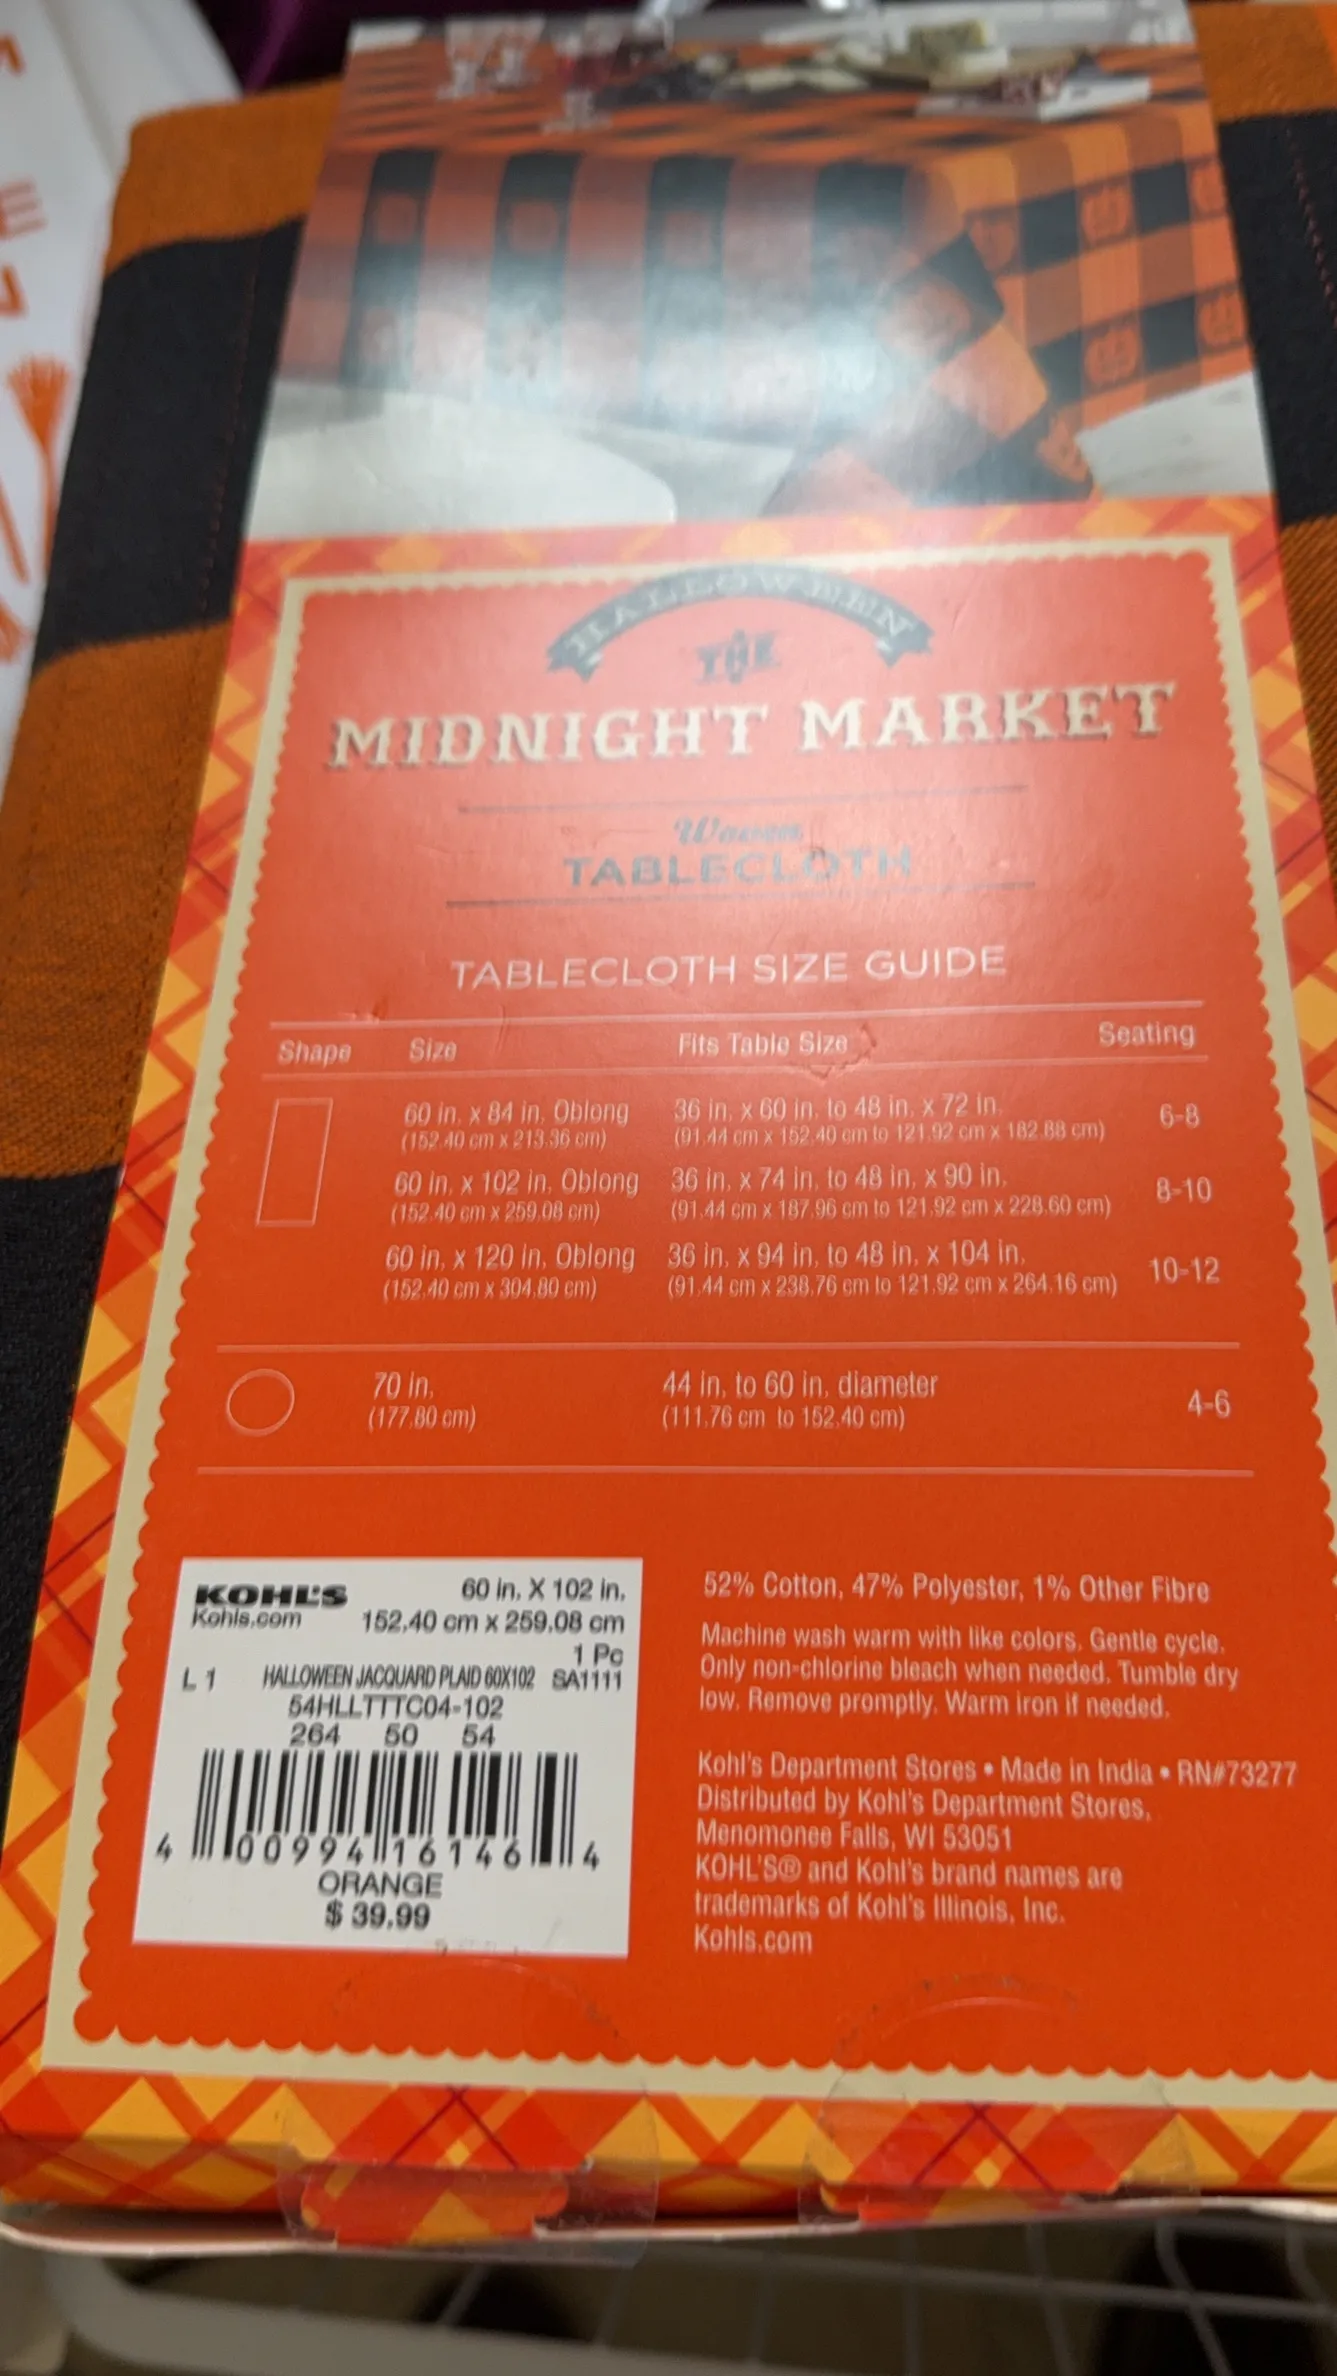 HALLOWEEN
THE
MIDNIGHT MARKET
Woven
TABLECLOTH
TABLECLOTH SIZE GUIDE
Shape Size Fits Table Size Seating
60 in. x 84 in. Oblong 36 in. x 60 in. to 48 in. x 72 in. 6-8
(152.40 cm x 213.36 cm) (91.44 cm x 152.40 cm to 121.92 cm x 182.88 cm)
60 in. x 102 in. Oblong 36 in. x 74 in. to 48 in. x 90 in. 8-10
(152.40 cm x 259.08 cm) (91.44 cm x 187.96 cm to 121.92 cm x 228.60 cm)
60 in. x 120 in. Oblong 36 in. x 94 in. to 48 in. x 104 in. 10-12
(152.40 cm x 304.80 cm) (91.44 cm x 238.76 cm to 121.92 cm x 264.16 cm)
70 in. 44 in. to 60 in. diameter 4-6
(177.80 cm) (111.76 cm to 152.40 cm)
KOHL'S 60 in. X 102 in.
Kohls.com 152.40 cm x 259.08 cm
1 Pc
L 1 HALLOWEEN JACQUARD PLAID 60X102 SA1111
54HLLTTTC04-102
264 50 54
4 00994 16146 4
ORANGE
$ 39.99
52% Cotton, 47% Polyester, 1% Other Fibre
Machine wash warm with like colors. Gentle cycle.
Only non-chlorine bleach when needed. Tumble dry
low. Remove promptly. Warm iron if needed.
Kohl's Department Stores • Made in India • RN#73277
Distributed by Kohl's Department Stores,
Menomonee Falls, WI 53051
KOHL'S® and Kohl's brand names are
trademarks of Kohl's Illinois, Inc.
Kohls.com